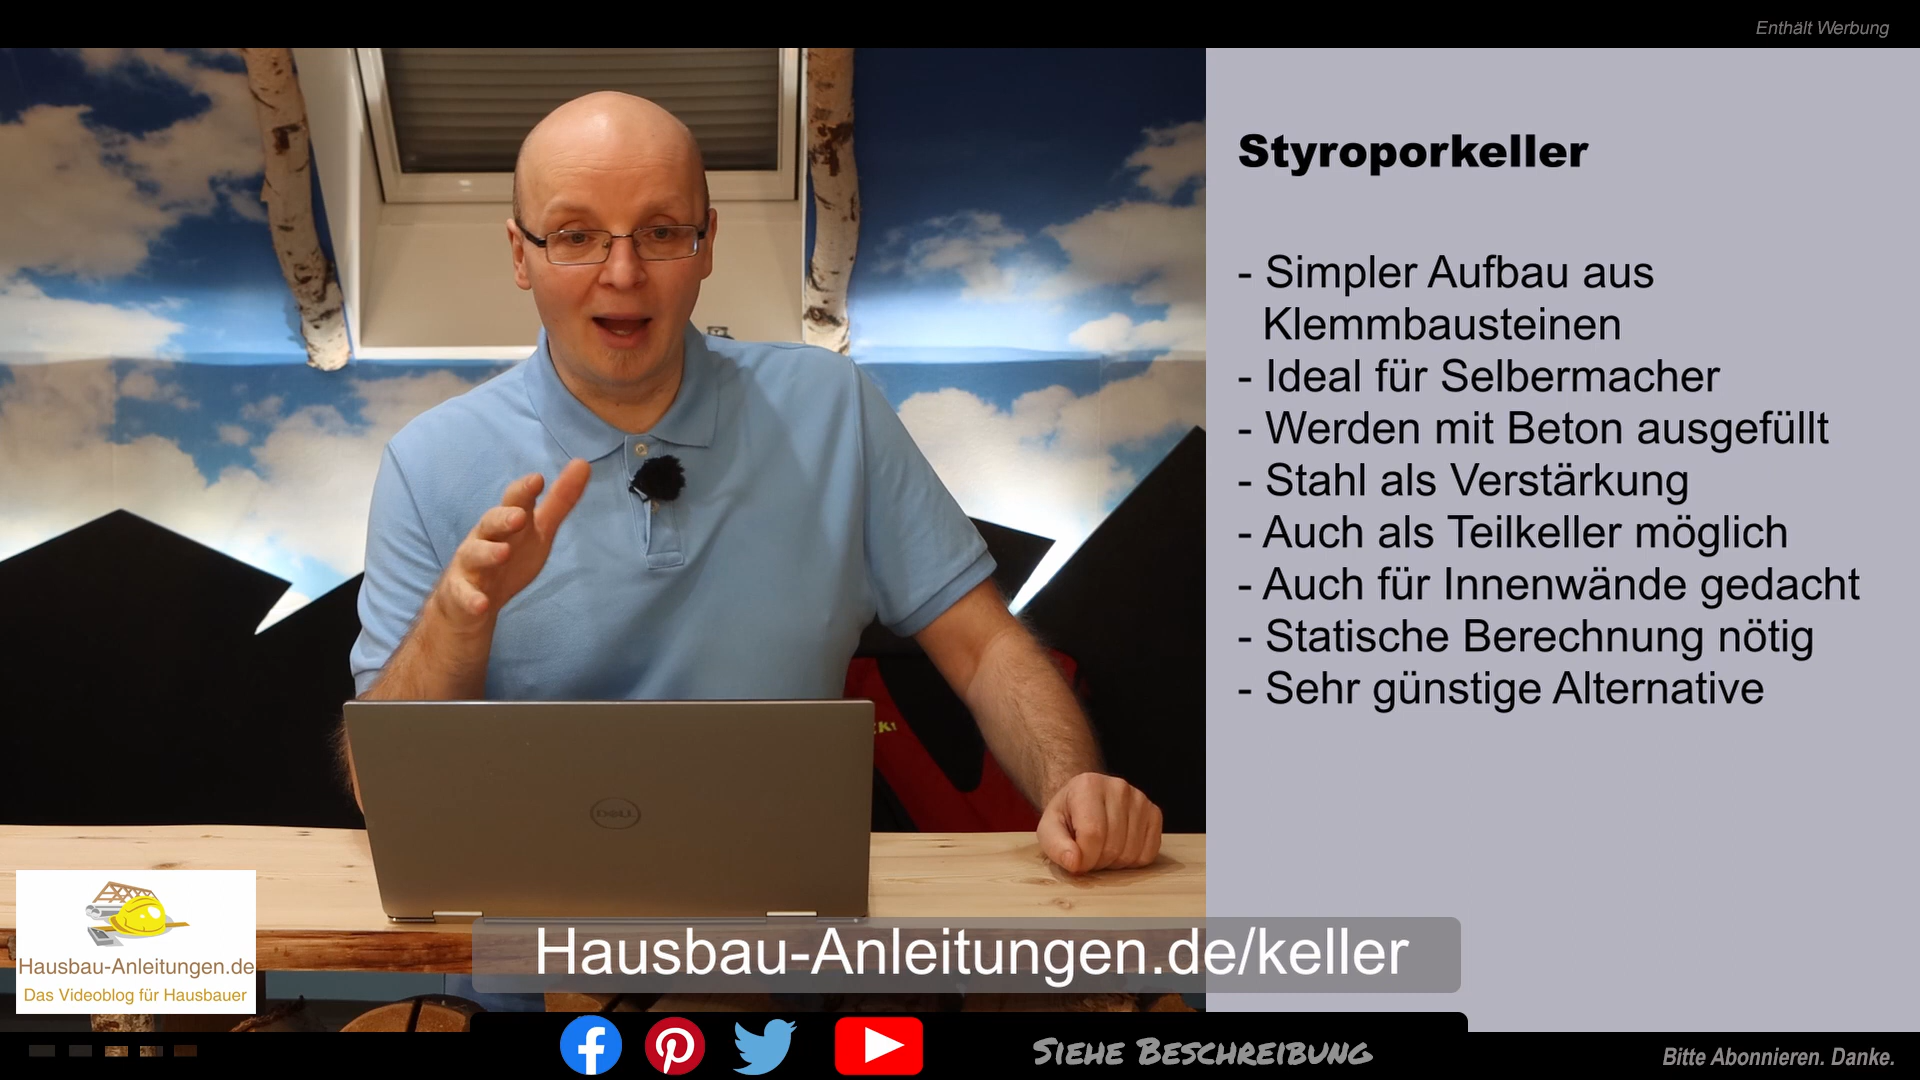 Enthält Werbung
Styroporkeller
- Simpler Aufbau aus
Klemmbausteinen
- Ideal für Selbermacher
- Werden mit Beton ausgefüllt
- Stahl als Verstärkung
- Auch als Teilkeller möglich
- Auch für Innenwände gedacht
- Statische Berechnung nötig
- Sehr günstige Alternative
DELL
Hausbau-Anleitungen.de/keller
Hausbau-Anleitungen.de
Das Videoblog für Hausbauer
Siehe Beschreibung
Bitte Abonnieren. Danke.